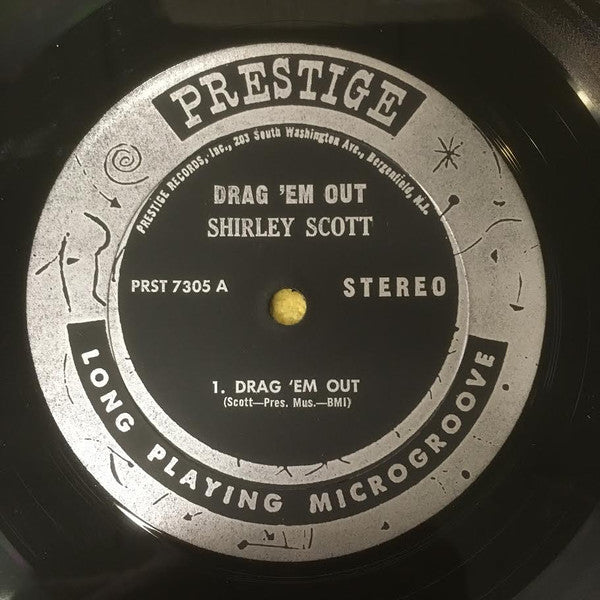 PRESTIGE
PRESTIGE RECORDS, Inc., 203 South Washington Ave., Bergenfield, N.J.
DRAG 'EM OUT
SHIRLEY SCOTT
PRST 7305 A
STEREO
1. DRAG 'EM OUT
(Scott—Pres. Mus.—BMI)
LONG PLAYING MICROGROOVE